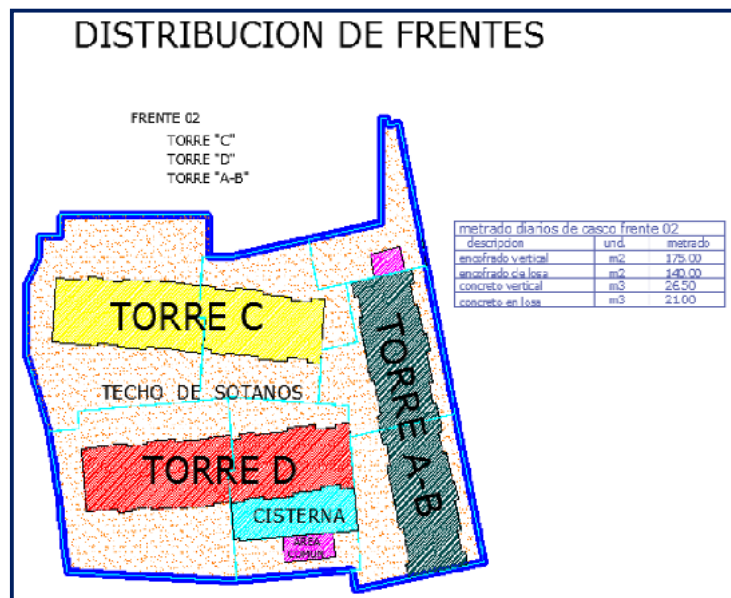 DISTRIBUCION DE FRENTES
FRENTE 02
TORRE "C"
TORRE "D"
TORRE "A-B"
metrado diarios de casco frente 02
descripcion und. metrado
encofrado vertical m2 175.00
encofrado de losa m2 140.00
concreto vertical m3 26.50
concreto en losa m3 21.00
TORRE C
TORRE A-B
TECHO DE SOTANOS
TORRE D
CISTERNA
AREA
COMUN